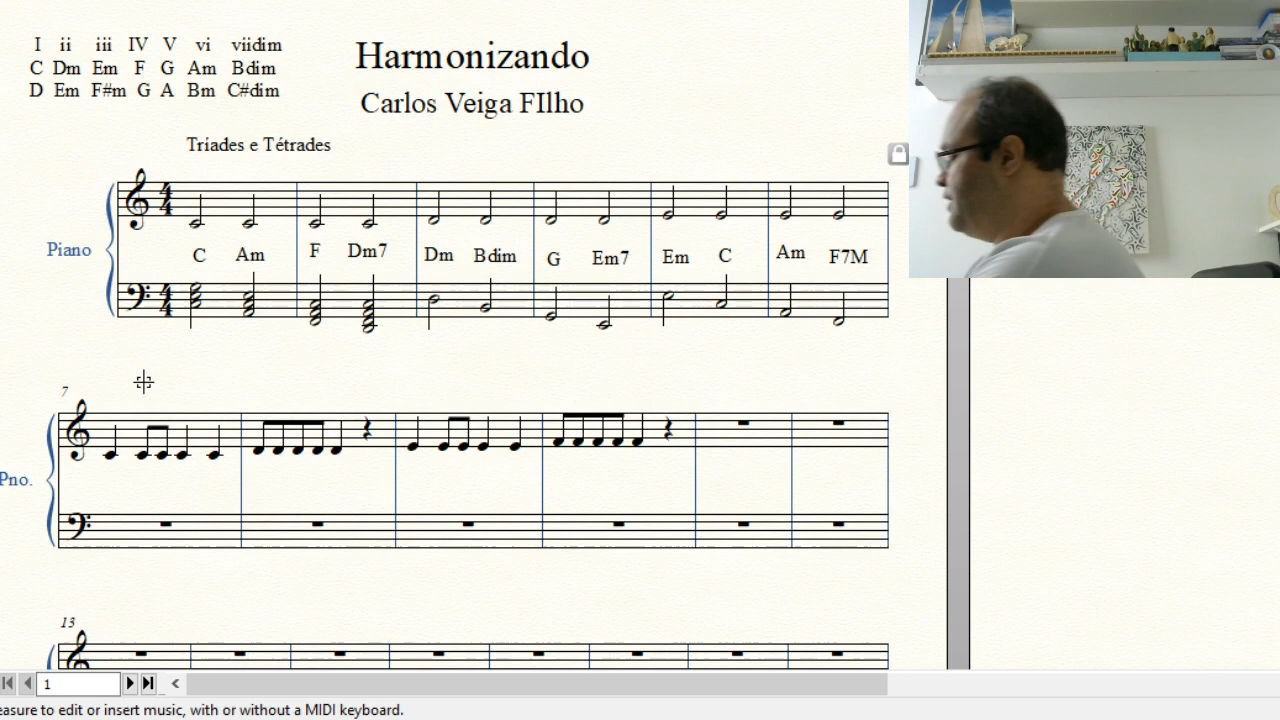 I ii iii IV V vi viidim
C Dm Em F G Am Bdim
D Em F#m G A Bm C#dim
Harmonizando
Carlos Veiga FIlho
Tríades e Tétrades
Piano
C Am F Dm7 Dm Bdim G Em7 Em C Am F7M
7
Pno.
13
1
easure to edit or insert music, with or without a MIDI keyboard.